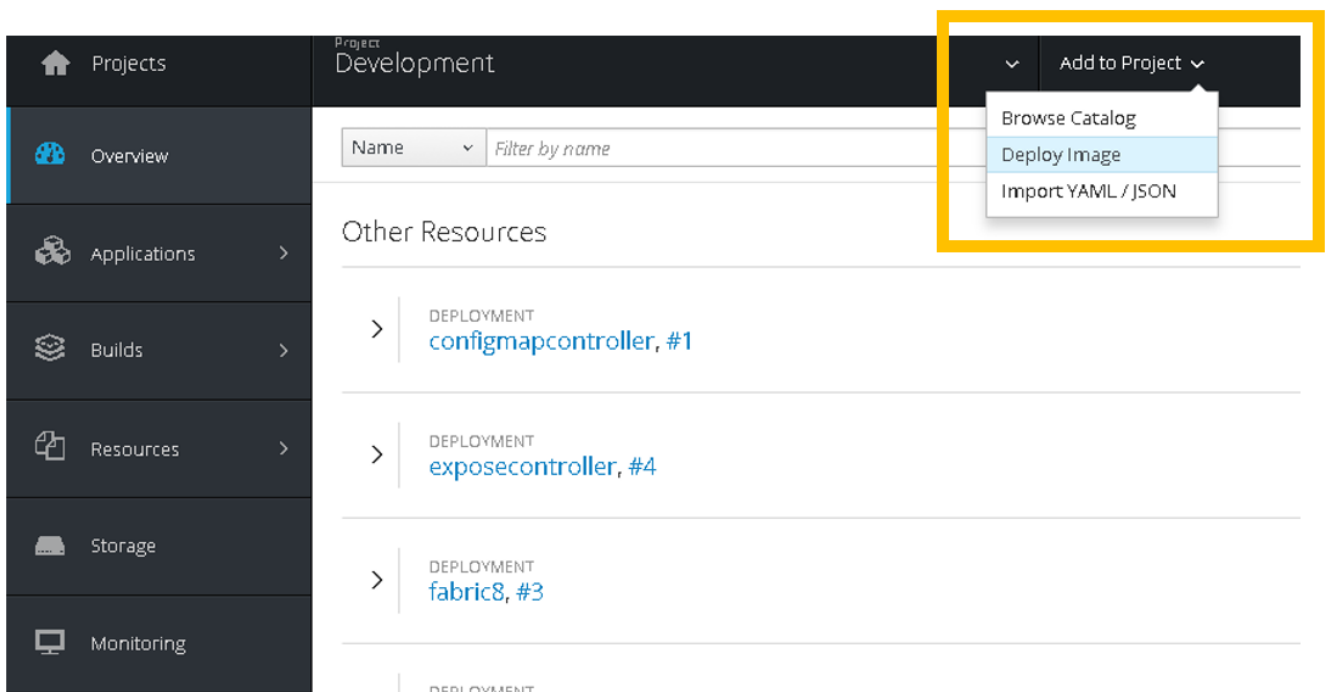 Projects
Project
Development
Add to Project
Browse Catalog
Deploy Image
Import YAML / JSON
Overview
Applications
Builds
Resources
Storage
Monitoring
Name
Filter by name
Other Resources
DEPLOYMENT
configmapcontroller, #1
DEPLOYMENT
exposecontroller, #4
DEPLOYMENT
fabric8, #3
DEPLOYMENT